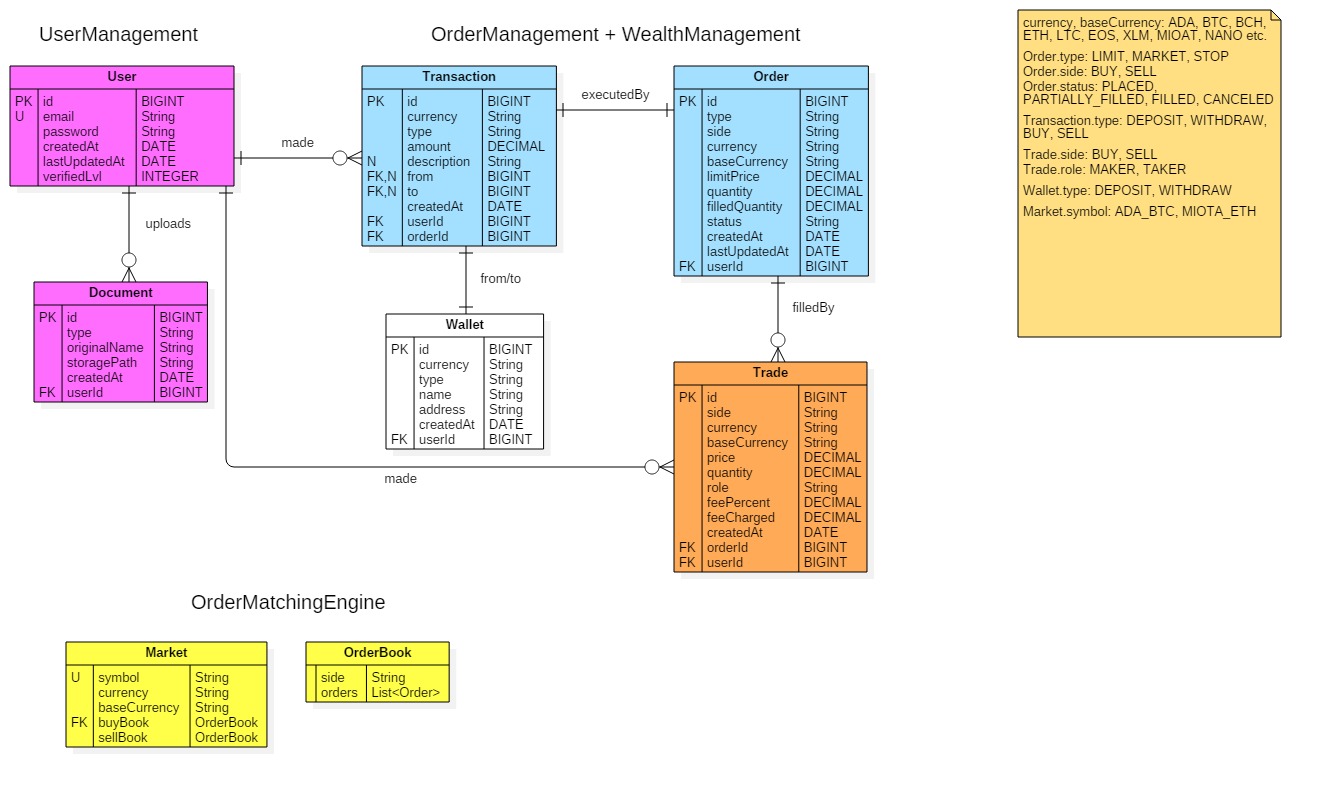 UserManagement
OrderManagement + WealthManagement
User
PK id BIGINT
U email String
password String
createdAt DATE
lastUpdatedAt DATE
verifiedLvl INTEGER
made
uploads
Document
PK id BIGINT
type String
originalName String
storagePath String
createdAt DATE
FK userId BIGINT
Transaction
PK id BIGINT
currency String
type String
amount DECIMAL
N description String
FK,N from BIGINT
FK,N to BIGINT
createdAt DATE
FK userId BIGINT
FK orderId BIGINT
executedBy
from/to
Wallet
PK id BIGINT
currency String
type String
name String
address String
createdAt DATE
FK userId BIGINT
made
Order
PK id BIGINT
type String
side String
currency String
baseCurrency String
limitPrice DECIMAL
quantity DECIMAL
filledQuantity DECIMAL
status String
createdAt DATE
lastUpdatedAt DATE
FK userId BIGINT
filledBy
Trade
PK id BIGINT
side String
currency String
baseCurrency String
price DECIMAL
quantity DECIMAL
role String
feePercent DECIMAL
feeCharged DECIMAL
createdAt DATE
FK orderId BIGINT
FK userId BIGINT
currency, baseCurrency: ADA, BTC, BCH,
ETH, LTC, EOS, XLM, MIOAT, NANO etc.
Order.type: LIMIT, MARKET, STOP
Order.side: BUY, SELL
Order.status: PLACED,
PARTIALLY_FILLED, FILLED, CANCELED
Transaction.type: DEPOSIT, WITHDRAW,
BUY, SELL
Trade.side: BUY, SELL
Trade.role: MAKER, TAKER
Wallet.type: DEPOSIT, WITHDRAW
Market.symbol: ADA_BTC, MIOTA_ETH
OrderMatchingEngine
Market
U symbol String
currency String
baseCurrency String
FK buyBook OrderBook
sellBook OrderBook
OrderBook
side String
orders List<Order>